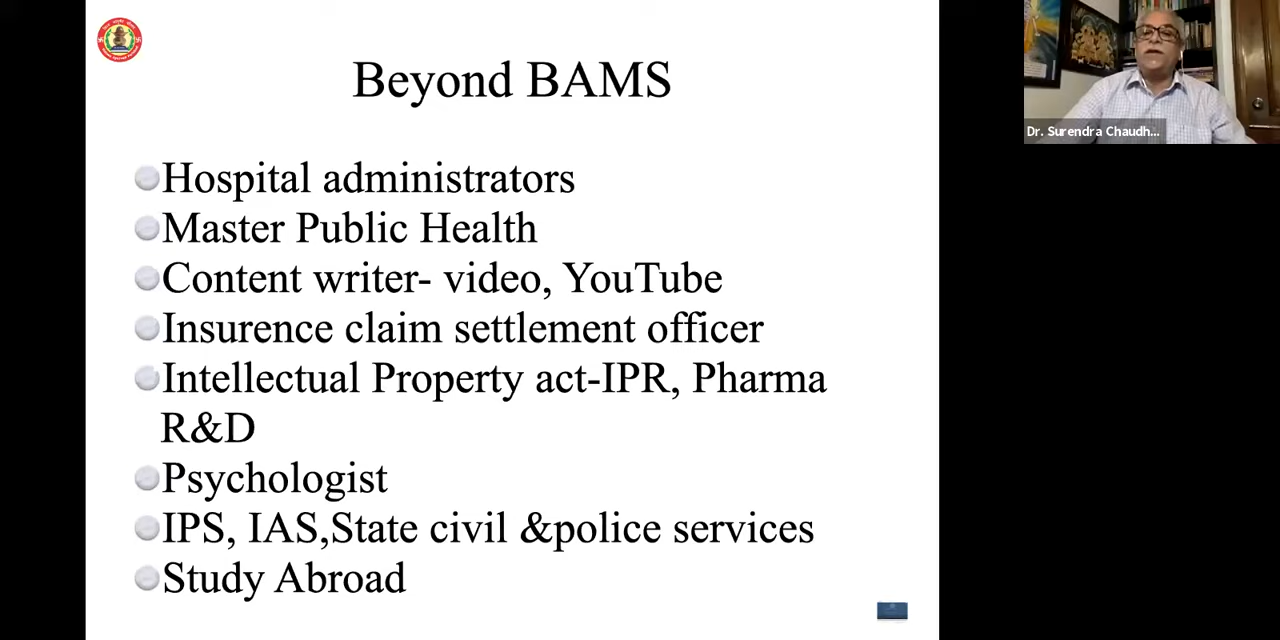 Beyond BAMS
Hospital administrators
Master Public Health
Content writer- video, YouTube
Insurence claim settlement officer
Intellectual Property act-IPR, Pharma
R&D
Psychologist
IPS, IAS,State civil &police services
Study Abroad
Dr. Surendra Chaudh...